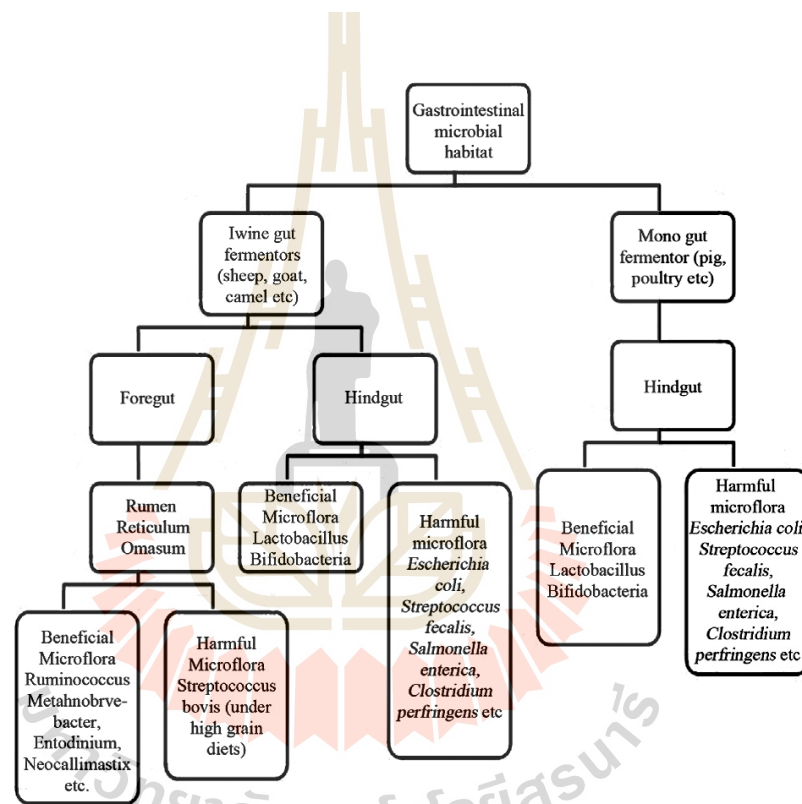 Gastrointestinal
microbial
habitat
Iwine gut
fermentors
(sheep, goat,
camel etc)
Mono gut
fermentor (pig,
poultry etc)
Foregut
Hindgut
Hindgut
Rumen
Reticulum
Omasum
Beneficial
Microflora
Lactobacillus
Bifidobacteria
Harmful
microflora
Escherichia
coli,
Streptococcus
fecalis,
Salmonella
enterica,
Clostridium
perfringens etc
Beneficial
Microflora
Lactobacillus
Bifidobacteria
Harmful
microflora
Escherichia coli
Streptococcus
fecalis,
Salmonella
enterica,
Clostridium
perfringens etc
Beneficial
Microflora
Ruminococcus
Metahnobrve-
bacter,
Entodinium,
Neocallimastix
etc.
Harmful
Microflora
Streptococcus
bovis (under
high grain
diets)